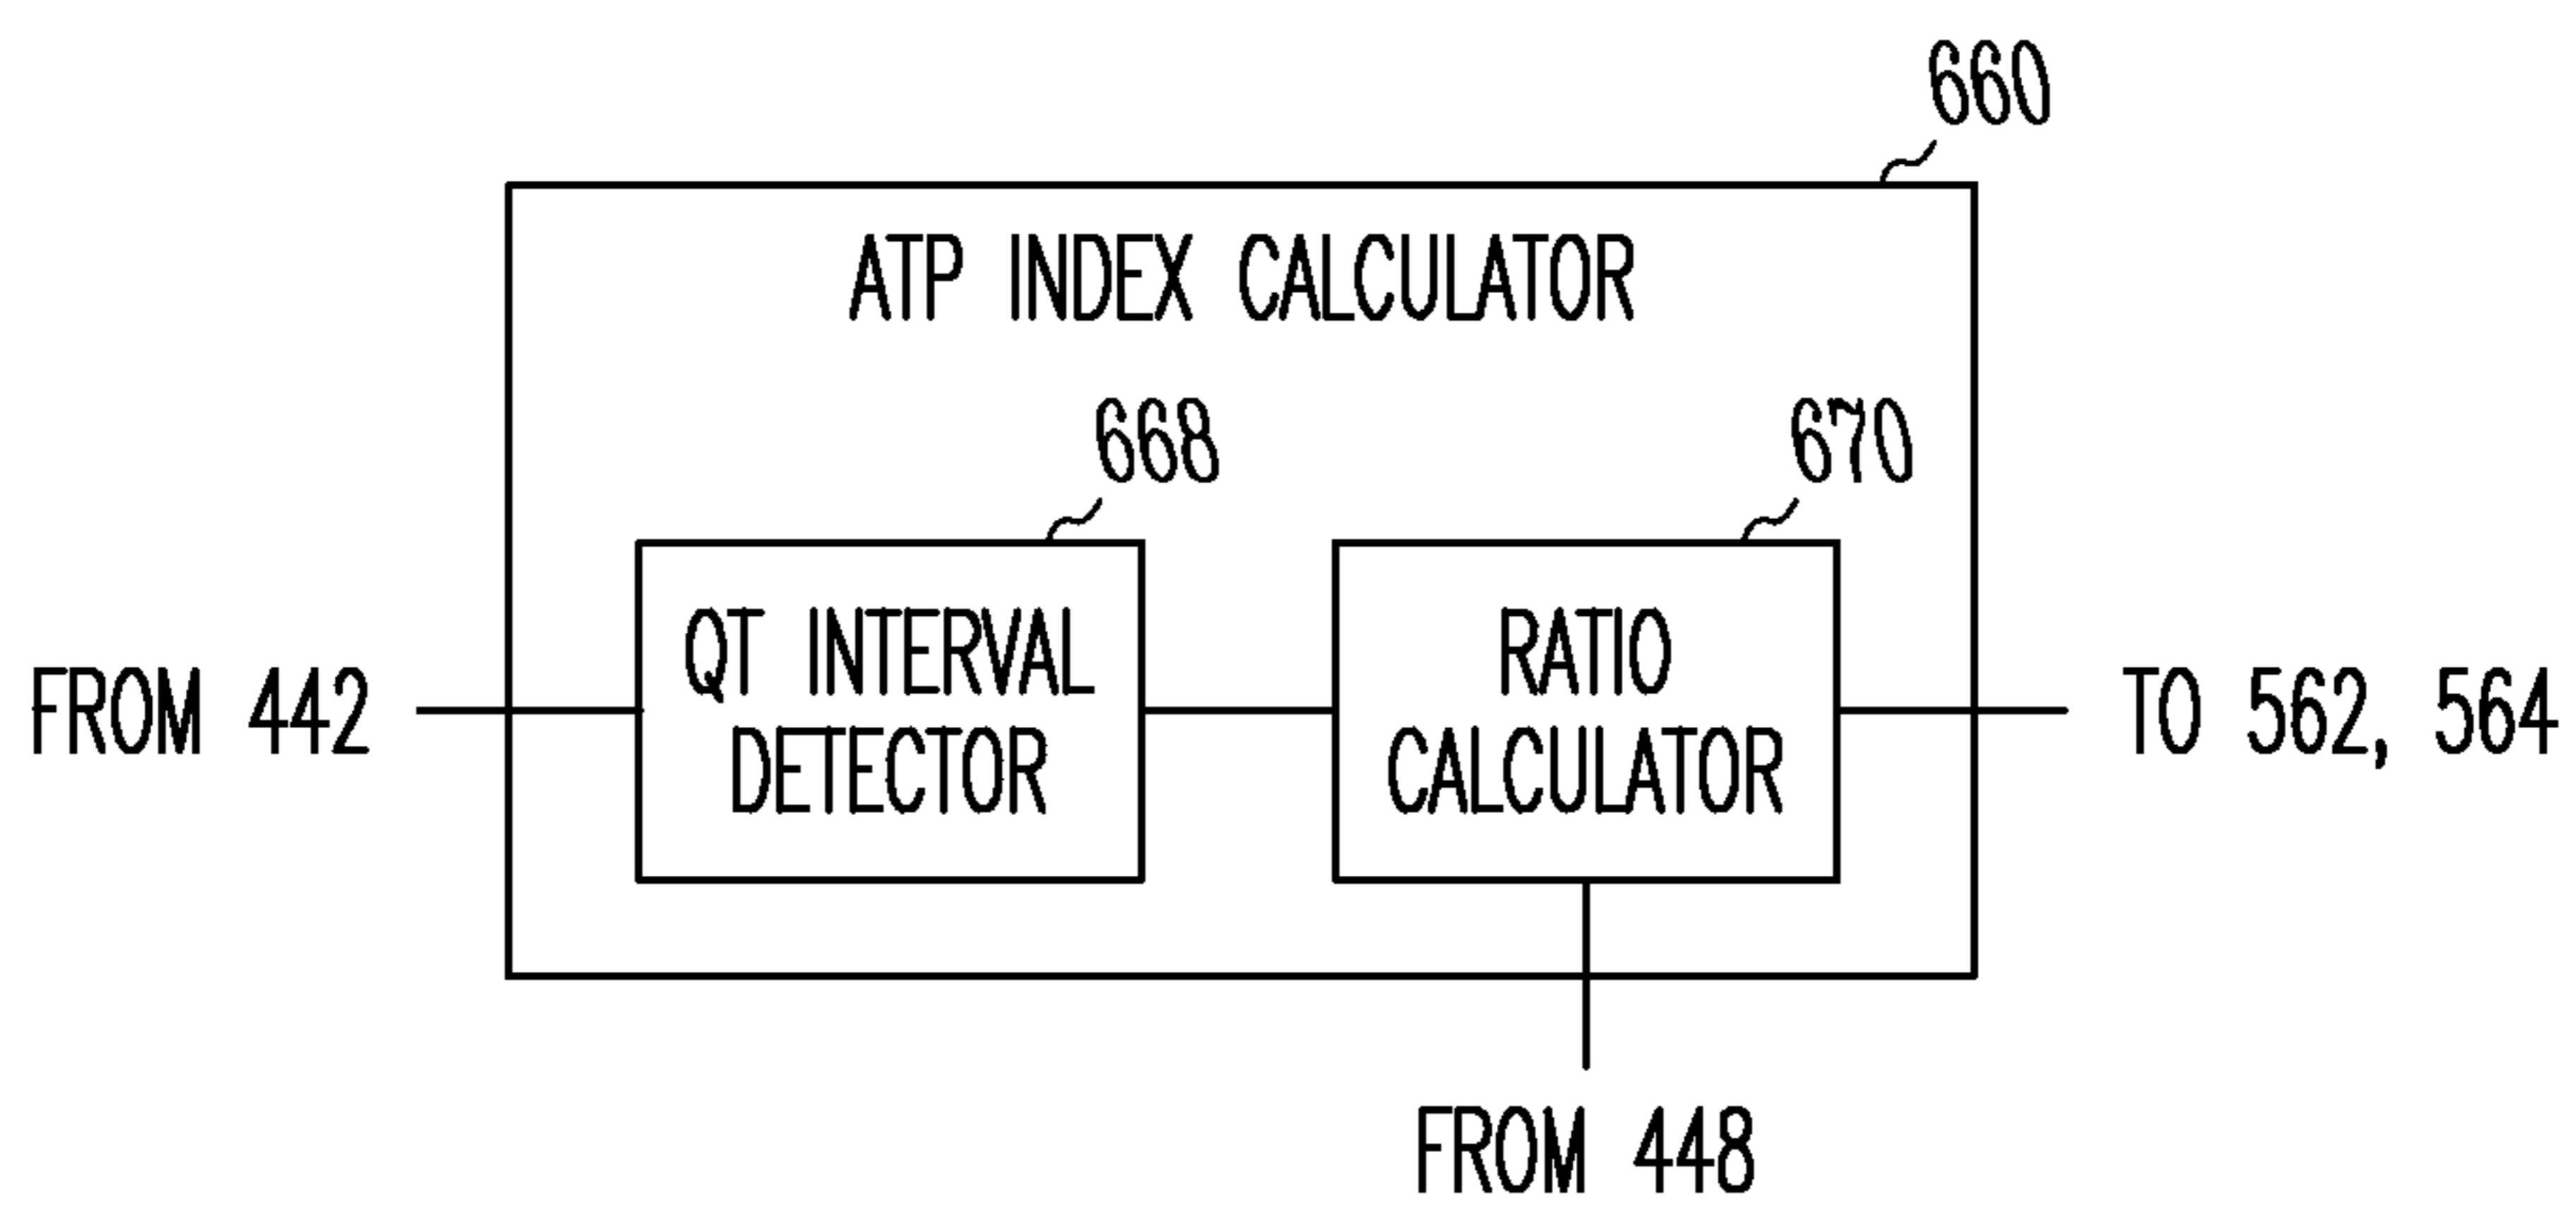 660
ATP INDEX CALCULATOR
668
670
QT INTERVAL
DETECTOR
RATIO
CALCULATOR
FROM 442
TO 562, 564
FROM 448